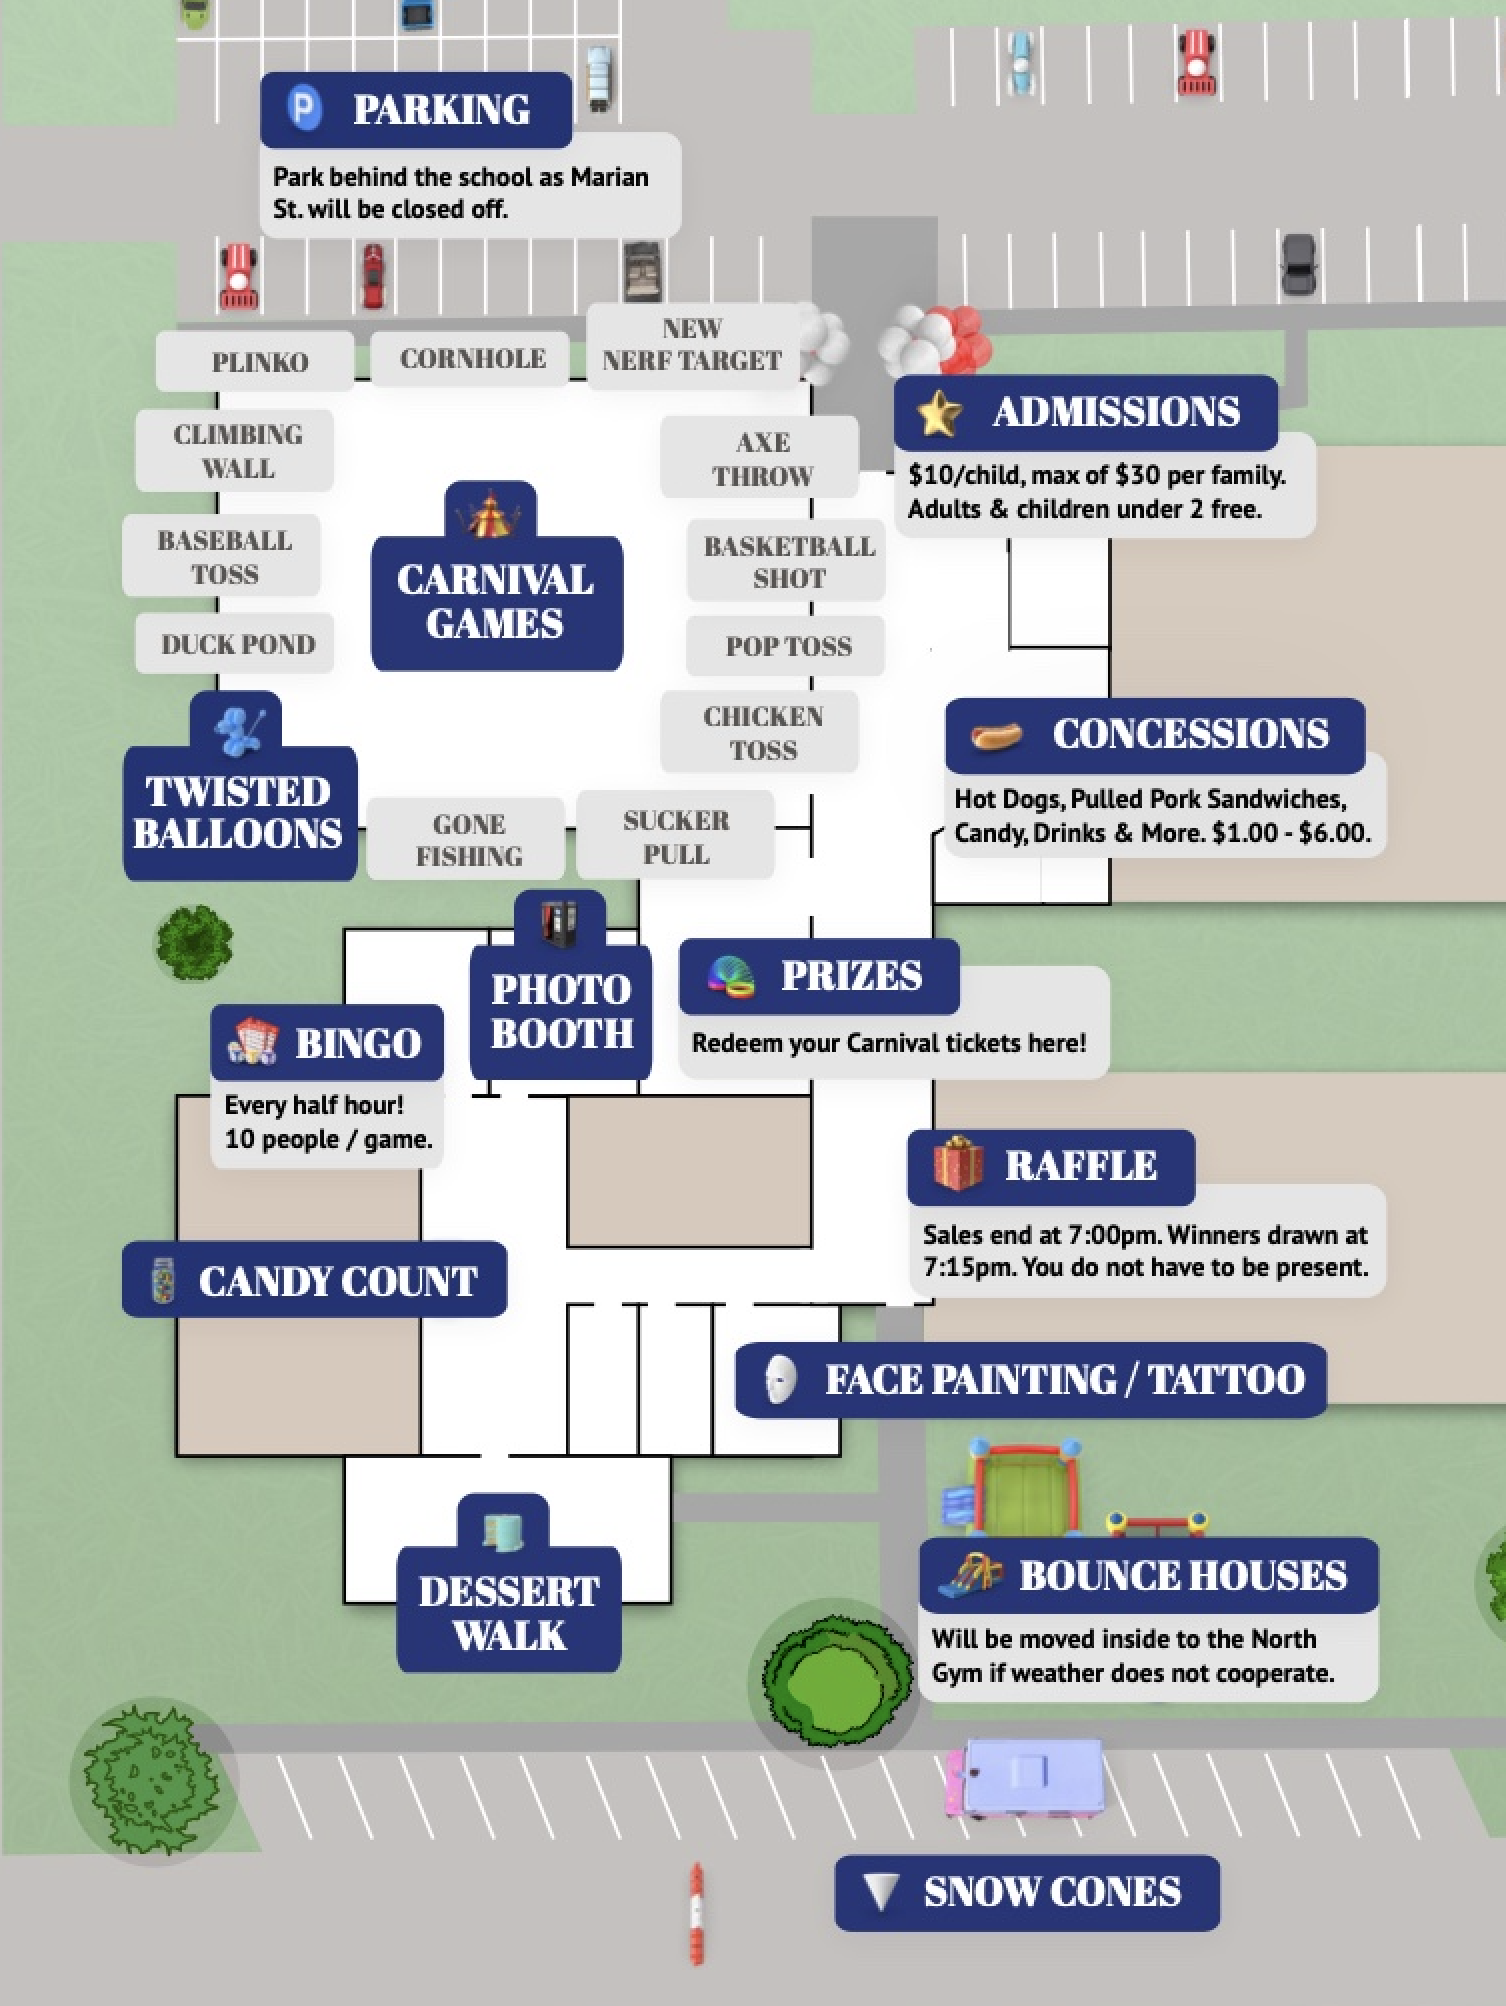 P PARKING
Park behind the school as Marian
St. will be closed off.
PLINKO
CORNHOLE
NEW
NERF TARGET
CLIMBING
WALL
AXE
THROW
ADMISSIONS
$10/child, max of $30 per family.
Adults & children under 2 free.
BASEBALL
TOSS
CARNIVAL
GAMES
BASKETBALL
SHOT
DUCK POND
POP TOSS
CHICKEN
TOSS
CONCESSIONS
Hot Dogs, Pulled Pork Sandwiches,
Candy, Drinks & More. $1.00 - $6.00.
TWISTED
BALLOONS
GONE
FISHING
SUCKER
PULL
PHOTO
BOOTH
PRIZES
Redeem your Carnival tickets here!
BINGO
Every half hour!
10 people / game.
RAFFLE
Sales end at 7:00pm. Winners drawn at
7:15pm. You do not have to be present.
CANDY COUNT
FACE PAINTING / TATTOO
DESSERT
WALK
BOUNCE HOUSES
Will be moved inside to the North
Gym if weather does not cooperate.
SNOW CONES